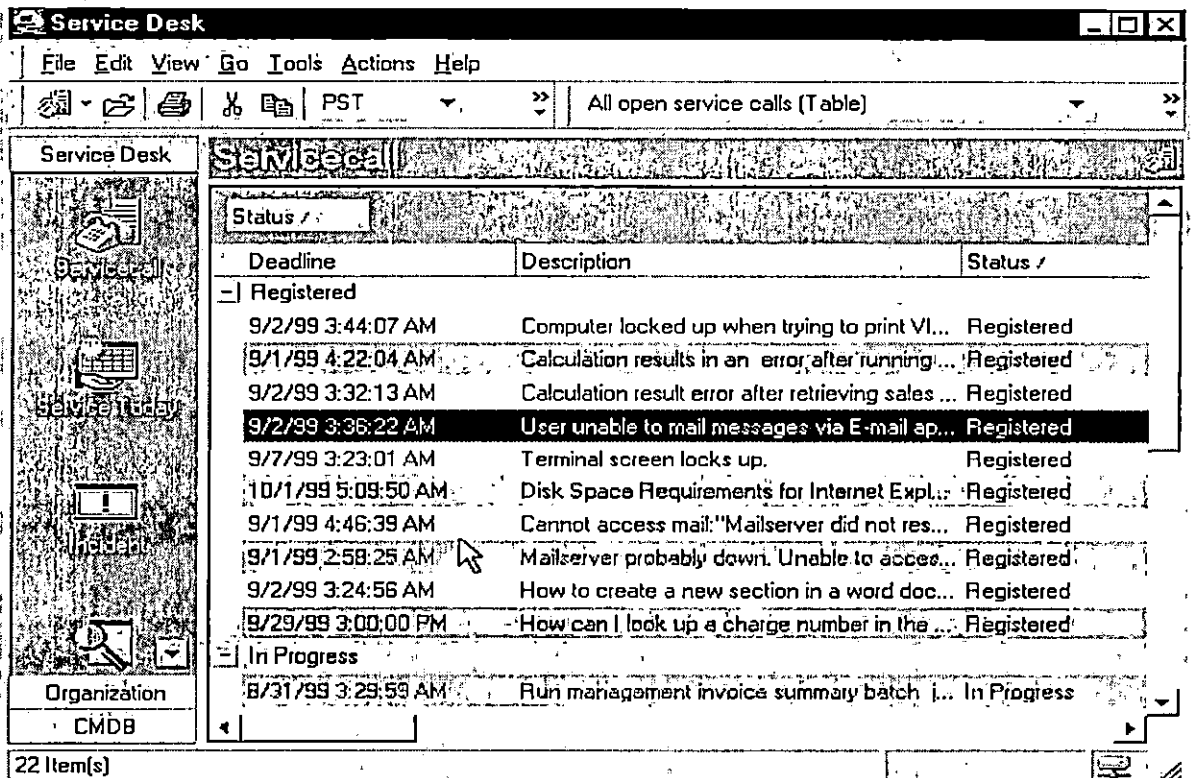 Service Desk
File Edit View Go Tools Actions Help
PST
All open service calls (Table)
Service Desk
Servicecall
Servicecall
Service Today
Incident
Organization
CMDB
Status
Deadline Description Status
Registered
9/2/99 3:44:07 AM Computer locked up when trying to print VI... Registered
9/1/99 4:22:04 AM Calculation results in an error after running ... Registered
9/2/99 3:32:13 AM Calculation result error after retrieving sales ... Registered
9/2/99 3:36:22 AM User unable to mail messages via E-mail ap... Registered
9/7/99 3:23:01 AM Terminal screen locks up. Registered
10/1/99 5:09:50 AM Disk Space Requirements for Internet Expl... Registered
9/1/99 4:46:39 AM Cannot access mail:"Mailserver did not res... Registered
9/1/99 2:58:25 AM Mailserver probably down. Unable to acces... Registered
9/2/99 3:24:56 AM How to create a new section in a word doc... Registered
9/29/99 3:00:00 PM How can I look up a charge number in the ... Registered
In Progress
8/31/99 3:29:59 AM Run management invoice summary batch j... In Progress
22 Item(s)